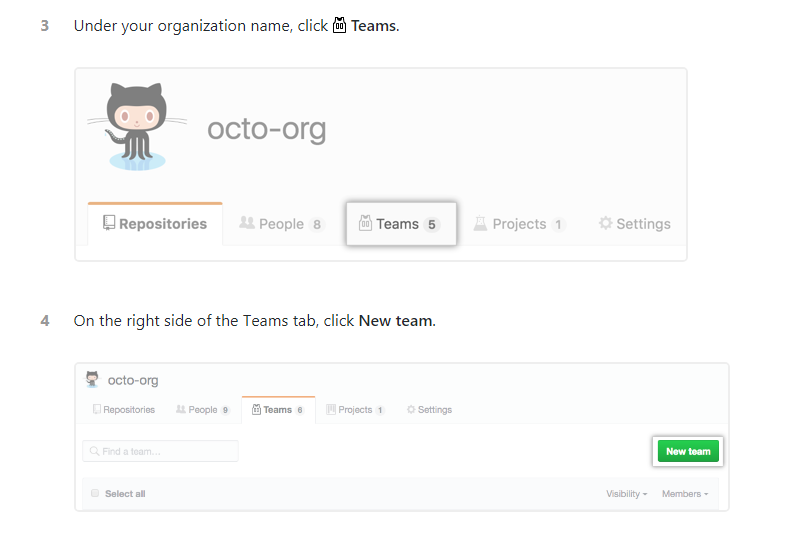 3 Under your organization name, click Teams.
octo-org
Repositories People 8 Teams 5 Projects 1 Settings
4 On the right side of the Teams tab, click New team.
octo-org
Repositories People 9 Teams 6 Projects 1 Settings
Find a team... New team
Select all Visibility Members